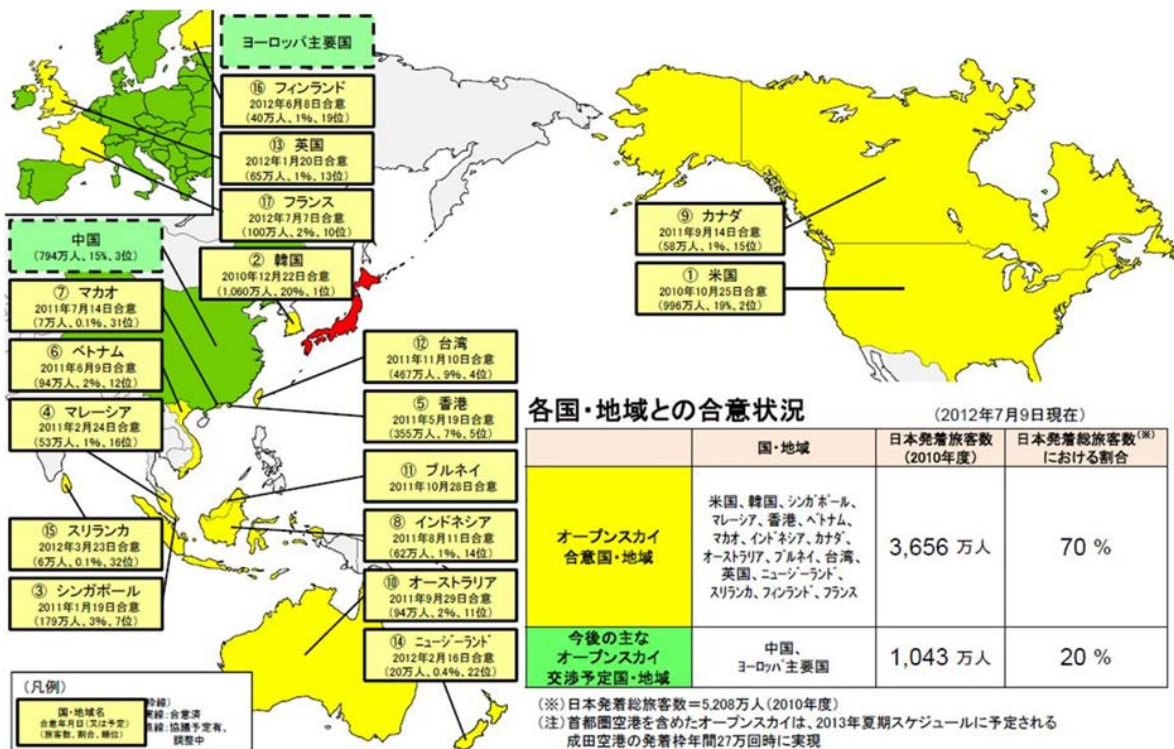 ヨーロッパ主要国
⑯ フィンランド
2012年6月8日合意
(40万人、1%、19位)
⑬ 英国
2012年1月20日合意
(65万人、1%、13位)
⑰ フランス
2012年7月7日合意
(100万人、2%、10位)
中国
(794万人、15%、3位)
② 韓国
2010年12月22日合意
(1,060万人、20%、1位)
⑦ マカオ
2011年7月14日合意
(7万人、0.1%、31位)
⑥ ベトナム
2011年6月9日合意
(94万人、2%、12位)
④ マレーシア
2011年2月24日合意
(53万人、1%、16位)
⑮ スリランカ
2012年3月23日合意
(6万人、0.1%、32位)
③ シンガポール
2011年1月19日合意
(179万人、3%、7位)
⑫ 台湾
2011年11月10日合意
(467万人、9%、4位)
⑤ 香港
2011年5月19日合意
(355万人、7%、5位)
⑪ ブルネイ
2011年10月28日合意
⑧ インドネシア
2011年8月11日合意
(62万人、1%、14位)
⑩ オーストラリア
2011年9月29日合意
(94万人、2%、11位)
⑭ ニュージーランド
2012年2月16日合意
(20万人、0.4%、22位)
⑨ カナダ
2011年9月14日合意
(58万人、1%、15位)
① 米国
2010年10月25日合意
(996万人、19%、2位)
(凡例)
国・地域名
合意年月日(又は予定)
(旅客数、割合、順位)
枠線)
線:合意済
線:協議予定有、
調整中
各国・地域との合意状況
(2012年7月9日現在)
国・地域
日本発着旅客数
(2010年度)
日本発着総旅客数(※)
における割合
オープンスカイ
合意国・地域
米国、韓国、シンガポール、
マレーシア、香港、ベトナム、
マカオ、インドネシア、カナダ、
オーストラリア、ブルネイ、台湾、
英国、ニュージーランド、
スリランカ、フィンランド、フランス
3,656 万人
70 %
今後の主な
オープンスカイ
交渉予定国・地域
中国、
ヨーロッパ主要国
1,043 万人
20 %
(※)日本発着総旅客数=5,208万人(2010年度)
(注)首都圏空港を含めたオープンスカイは、2013年夏期スケジュールに予定される
成田空港の発着枠年間27万回時に実現